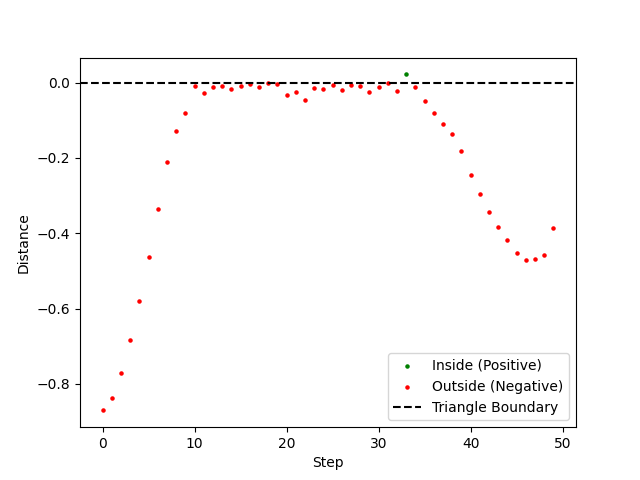 0.0
−0.2
−0.4
−0.6
−0.8
Distance
Inside (Positive)
Outside (Negative)
Triangle Boundary
0 10 20 30 40 50
Step